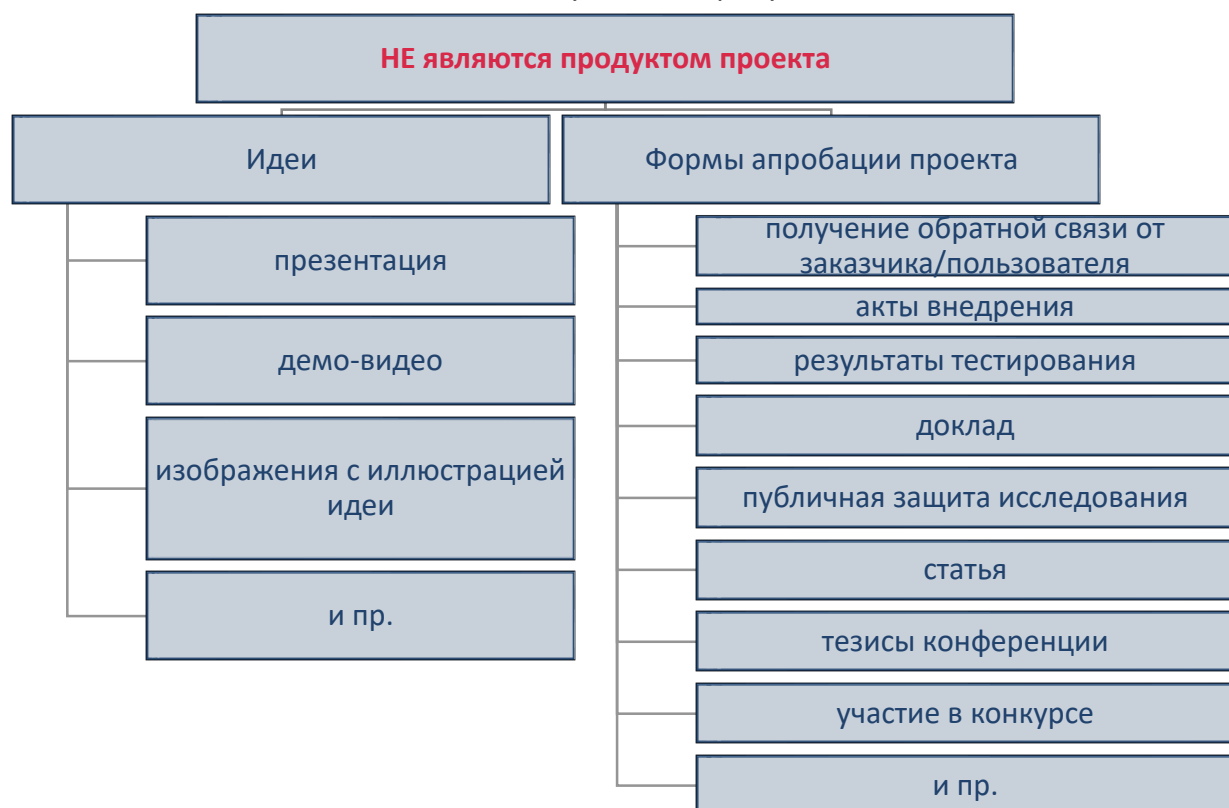 НЕ являются продуктом проекта
Идеи
презентация
демо-видео
изображения с иллюстрацией
идеи
и пр.
Формы апробации проекта
получение обратной связи от
заказчика/пользователя
акты внедрения
результаты тестирования
доклад
публичная защита исследования
статья
тезисы конференции
участие в конкурсе
и пр.